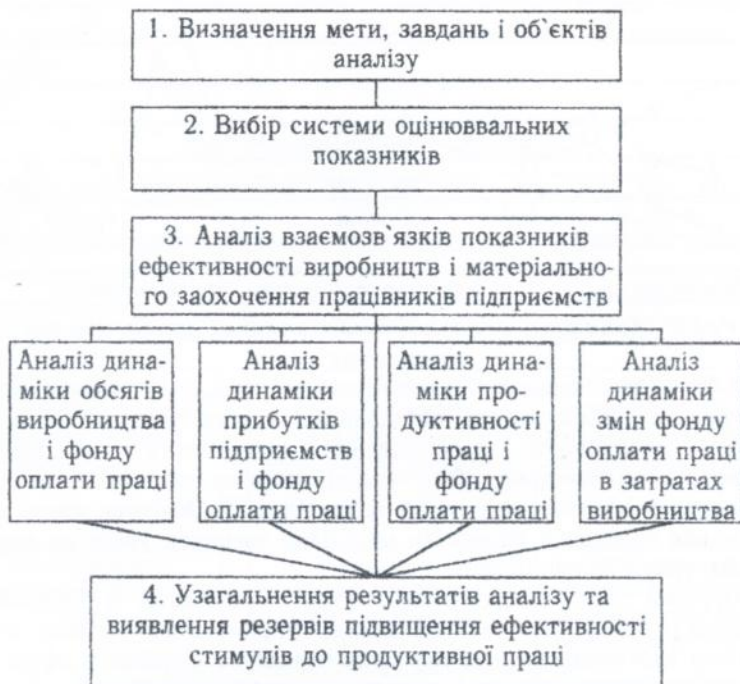 1. Визначення мети, завдань і об`єктів
аналізу
2. Вибір системи оцінюввальних
показників
3. Аналіз взаємозв`язків показників
ефективності виробництв і матеріально-
го заохочення працівників підприємств
Аналіз дина-
міки обсягів
виробництва
і фонду
оплати праці
Аналіз
динаміки
прибутків
підприємств
і фонду
оплати праці
Аналіз дина-
міки про-
дуктивності
праці і
фонду
оплати праці
Аналіз
динаміки
змін фонду
оплати праці
в затратах
виробництва
4. Узагальнення результатів аналізу та
виявлення резервів підвищення ефективності
стимулів до продуктивної праці